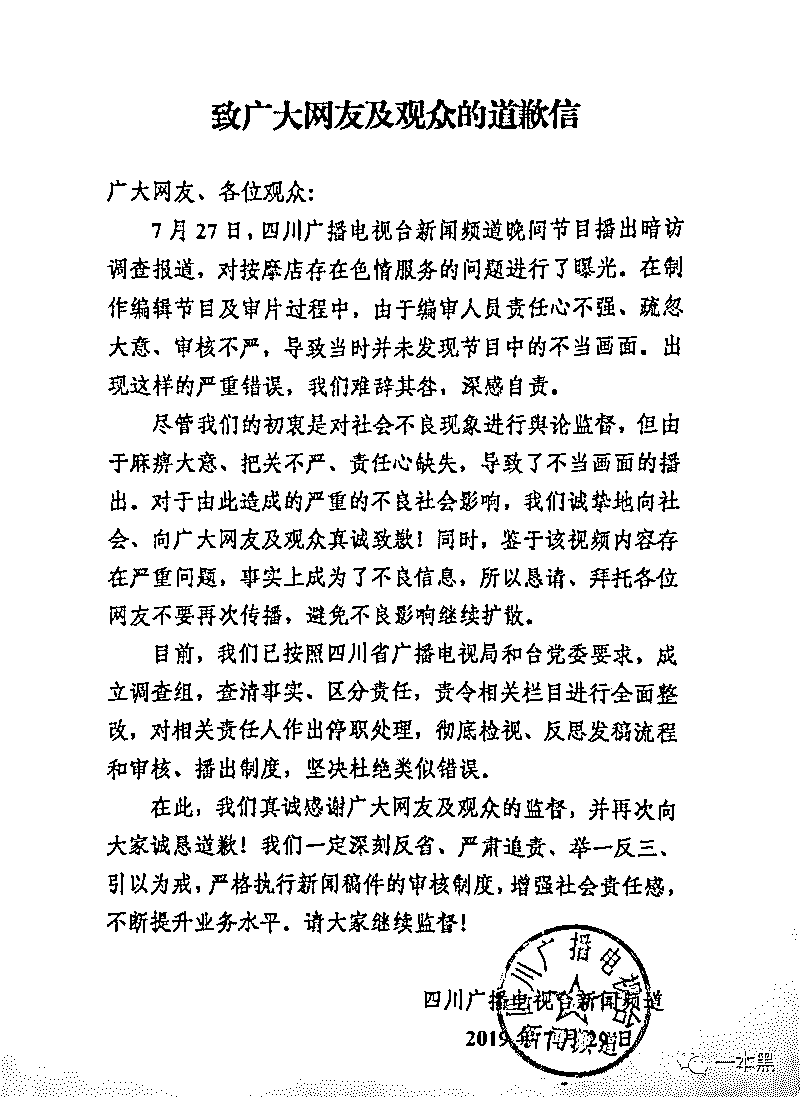 致广大网友及观众的道歉信
广大网友、各位观众：
7月27日，四川广播电视台新闻频道晚间节目播出暗访
调查报道，对按摩店存在色情服务的问题进行了曝光。在制
作编辑节目及审片过程中，由于编审人员责任心不强、疏忽
大意、审核不严，导致当时并未发现节目中的不当画面。出
现这样的严重错误，我们难辞其咎，深感自责。
尽管我们的初衷是对社会不良现象进行舆论监督，但由
于麻痹大意、把关不严、责任心缺失，导致了不当画面的播
出。对于由此造成的严重的不良社会影响，我们诚挚地向社
会、向广大网友及观众真诚致歉！同时，鉴于该视频内容存
在严重问题，事实上成为了不良信息，所以恳请、拜托各位
网友不要再次传播，避免不良影响继续扩散。
目前，我们已按照四川省广播电视局和台党委要求，成
立调查组，查清事实、区分责任，责令相关栏目进行全面整
改，对相关责任人作出停职处理，彻底检视、反思发稿流程
和审核、播出制度，坚决杜绝类似错误。
在此，我们真诚感谢广大网友及观众的监督，并再次向
大家诚恳道歉！我们一定深刻反省、严肃追责、举一反三、
引以为戒，严格执行新闻稿件的审核制度，增强社会责任感，
不断提升业务水平。请大家继续监督！
四川广播电视台
四川广播电视台新闻频道
2019年7月29日
新闻频道
一本黑